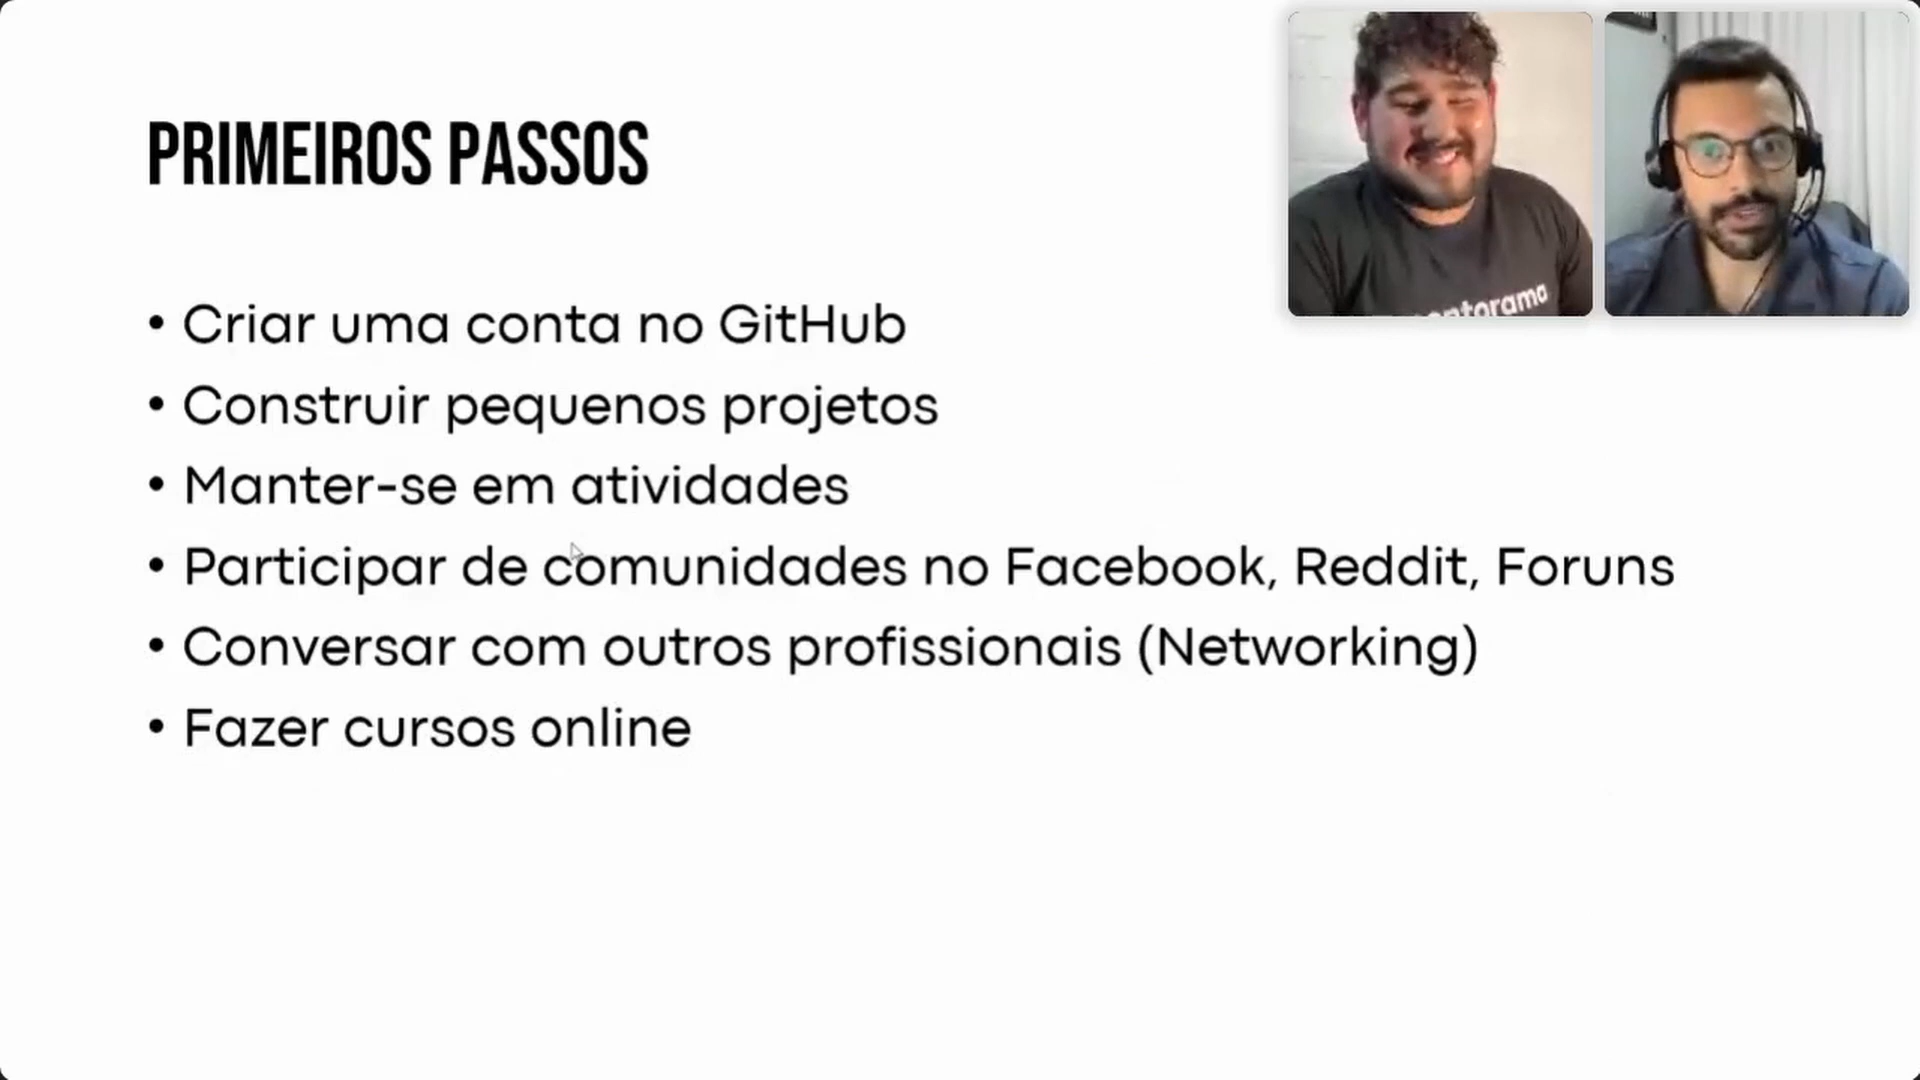 PRIMEIROS PASSOS
• Criar uma conta no GitHub
• Construir pequenos projetos
• Manter-se em atividades
• Participar de comunidades no Facebook, Reddit, Foruns
• Conversar com outros profissionais (Networking)
• Fazer cursos online